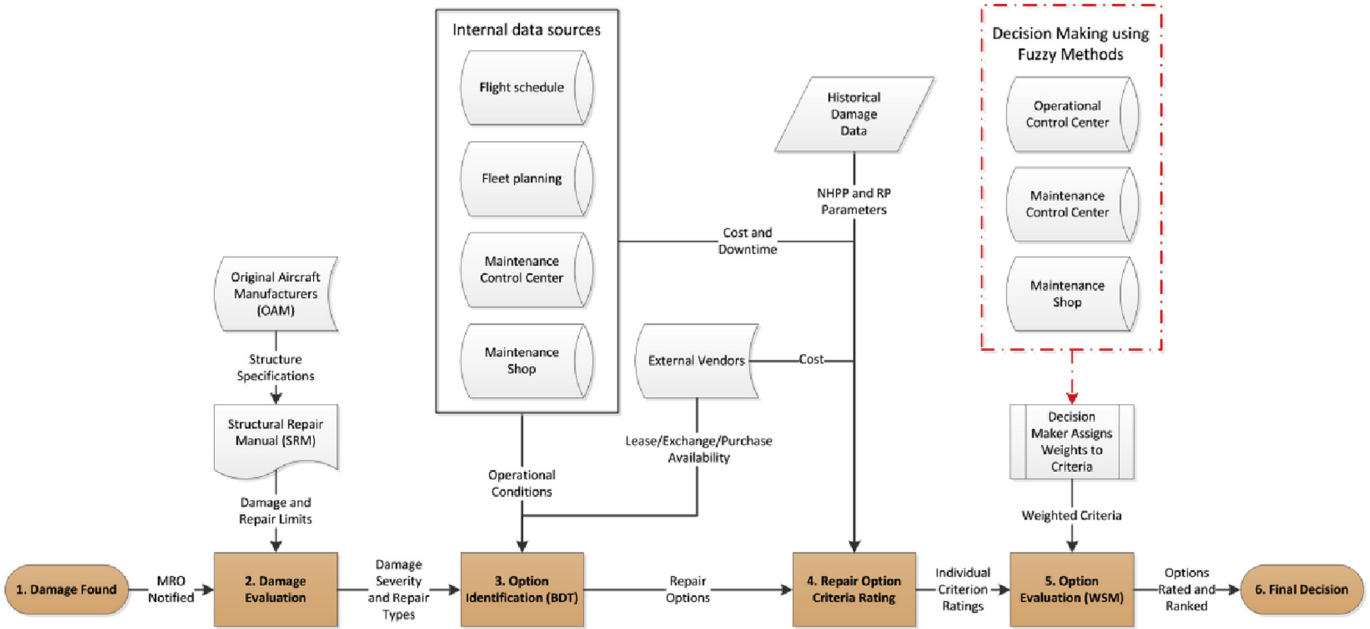 Internal data sources
Flight schedule
Fleet planning
Maintenance
Control Center
Maintenance
Shop
Decision Making using
Fuzzy Methods
Operational
Control Center
Maintenance
Control Center
Maintenance
Shop
Historical
Damage
Data
NHPP and RP
Parameters
Cost and
Downtime
Original Aircraft
Manufacturers
(OAM)
Structure
Specifications
Structural Repair
Manual (SRM)
Damage and
Repair Limits
External Vendors
Cost
Lease/Exchange/Purchase
Availability
Operational
Conditions
Decision
Maker Assigns
Weights to
Criteria
Weighted Criteria
1. Damage Found
MRO
Notified
2. Damage
Evaluation
Damage
Severity
and Repair
Types
3. Option
Identification (BDT)
Repair
Options
4. Repair Option
Criteria Rating
Individual
Criterion
Ratings
5. Option
Evaluation (WSM)
Options
Rated and
Ranked
6. Final Decision